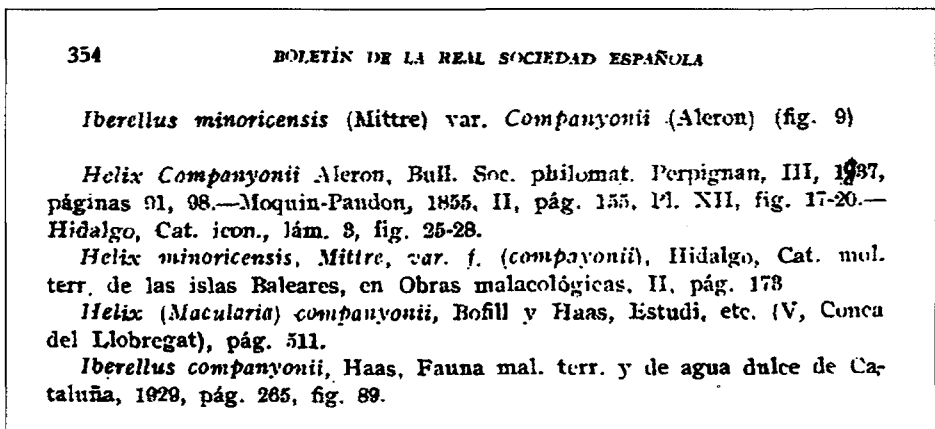 354 BOLETÍN DE LA REAL SOCIEDAD ESPAÑOLA
Iberellus minoricensis (Mittre) var. Companyonii (Aleron) (fig. 9)
Helix Companyonii Aleron, Bull. Soc. philomat. Perpignan, III, 1837,
páginas 91, 98.—Moquin-Pandon, 1855, II, pág. 155, Pl. XII, fig. 17-20.—
Hidalgo, Cat. icon., lám. 3, fig. 25-28.
Helix minoricensis, Mittre, var. f. (compayonii), Hidalgo, Cat. mol.
terr. de las islas Baleares, en Obras malacológicas, II, pág. 173
Helix (Macularia) companyonii, Bofill y Haas, Estudi, etc. (V, Conca
del Llobregat), pág. 511.
Iberellus companyonii, Haas, Fauna mal. terr. y de agua dulce de Ca-
taluña, 1929, pág. 265, fig. 89.